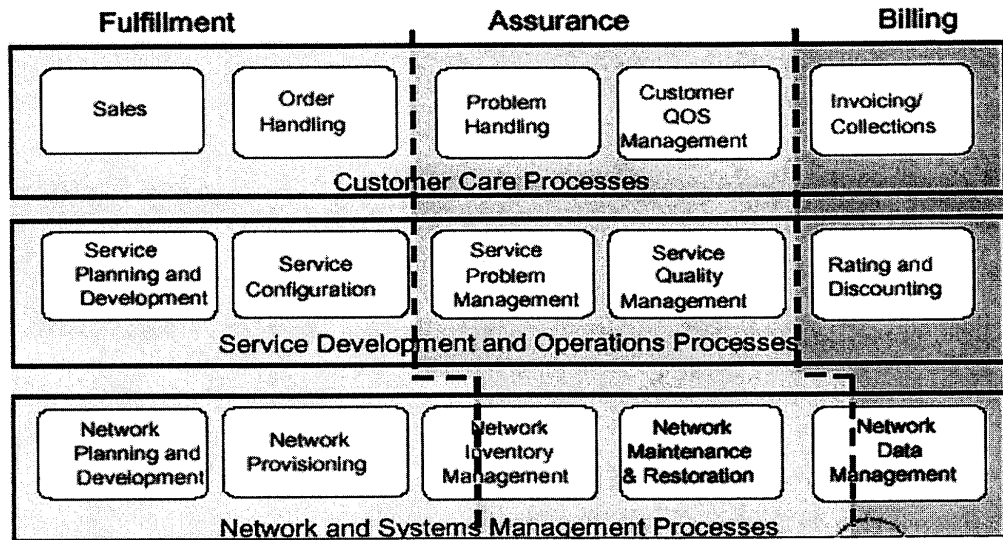 Fulfillment
Assurance
Billing
Sales
Order
Handling
Problem
Handling
Customer
QOS
Management
Invoicing/
Collections
Customer Care Processes
Service
Planning and
Development
Service
Configuration
Service
Problem
Management
Service
Quality
Management
Rating and
Discounting
Service Development and Operations Processes
Network
Planning and
Development
Network
Provisioning
Network
Inventory
Management
Network
Maintenance
& Restoration
Network
Data
Management
Network and Systems Management Processes